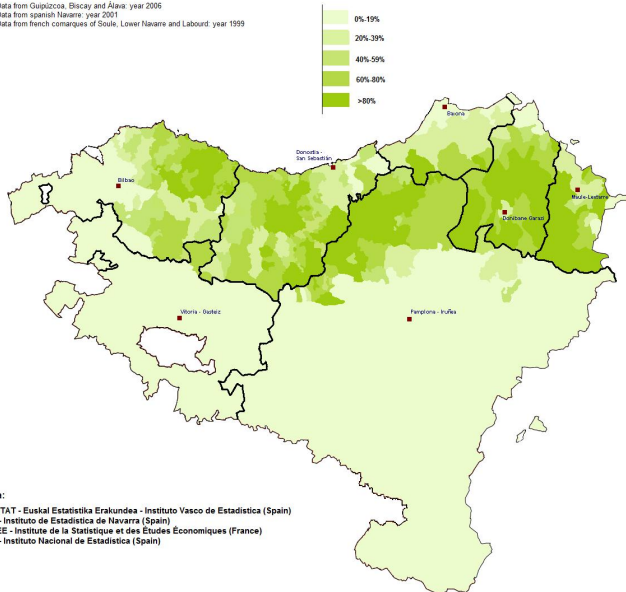 Data from Guipúzcoa, Biscay and Álava: year 2006
Data from spanish Navarre: year 2001
Data from french comarques of Soule, Lower Navarre and Labourd: year 1999
0%-19%
20%-39%
40%-59%
60%-80%
>80%
Baiona
Donostia -
San Sebastián
Bilbao
Maule-Lextarre
Donibane Garazi
Vitoria - Gasteiz
Pamplona - Iruñea
:
TAT - Euskal Estatistika Erakundea - Instituto Vasco de Estadística (Spain)
- Instituto de Estadística de Navarra (Spain)
EE - Institute de la Statistique et des Études Économiques (France)
- Instituto Nacional de Estadística (Spain)